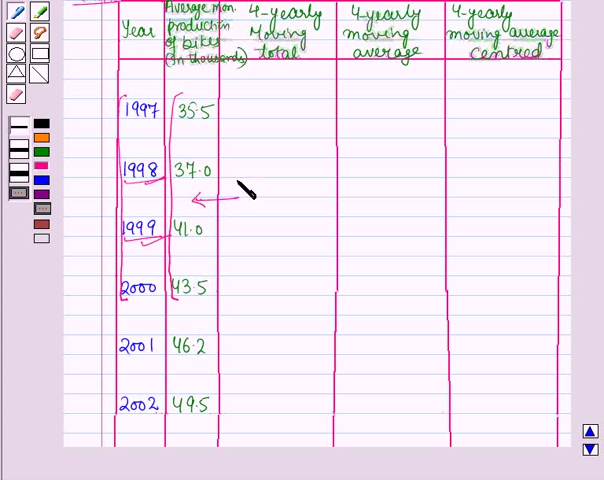 Year
Average mon. production of bikes (in thousands)
4-yearly Moving total
4-yearly moving average
4-yearly moving average Centred
1997 35.5
1998 37.0
1999 41.0
2000 43.5
2001 46.2
2002 49.5